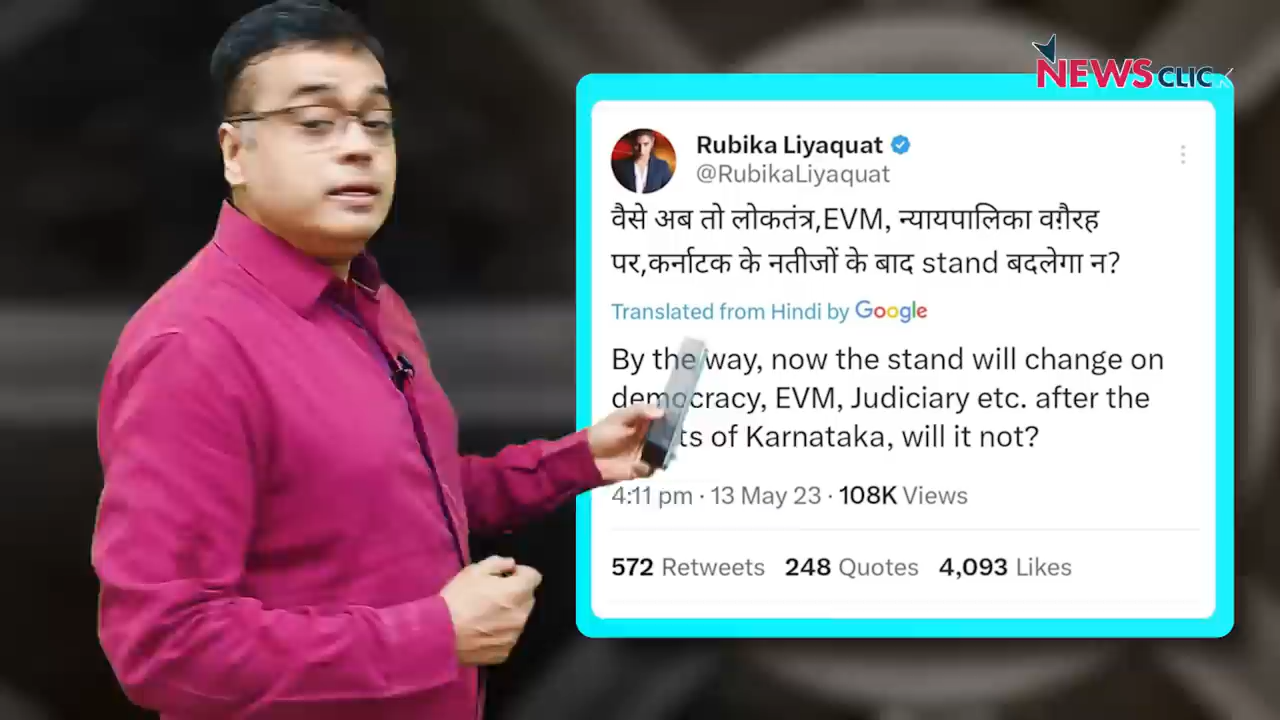 NEWSCLICK
Rubika Liyaquat
@RubikaLiyaquat
वैसे अब तो लोकतंत्र,EVM, न्यायपालिका वग़ैरह
पर,कर्नाटक के नतीजों के बाद stand बदलेगा न?
Translated from Hindi by Google
By the way, now the stand will change on
democracy, EVM, Judiciary etc. after the
of Karnataka, will it not?
4:11 pm · 13 May 23 · 108K Views
572 Retweets 248 Quotes 4,093 Likes